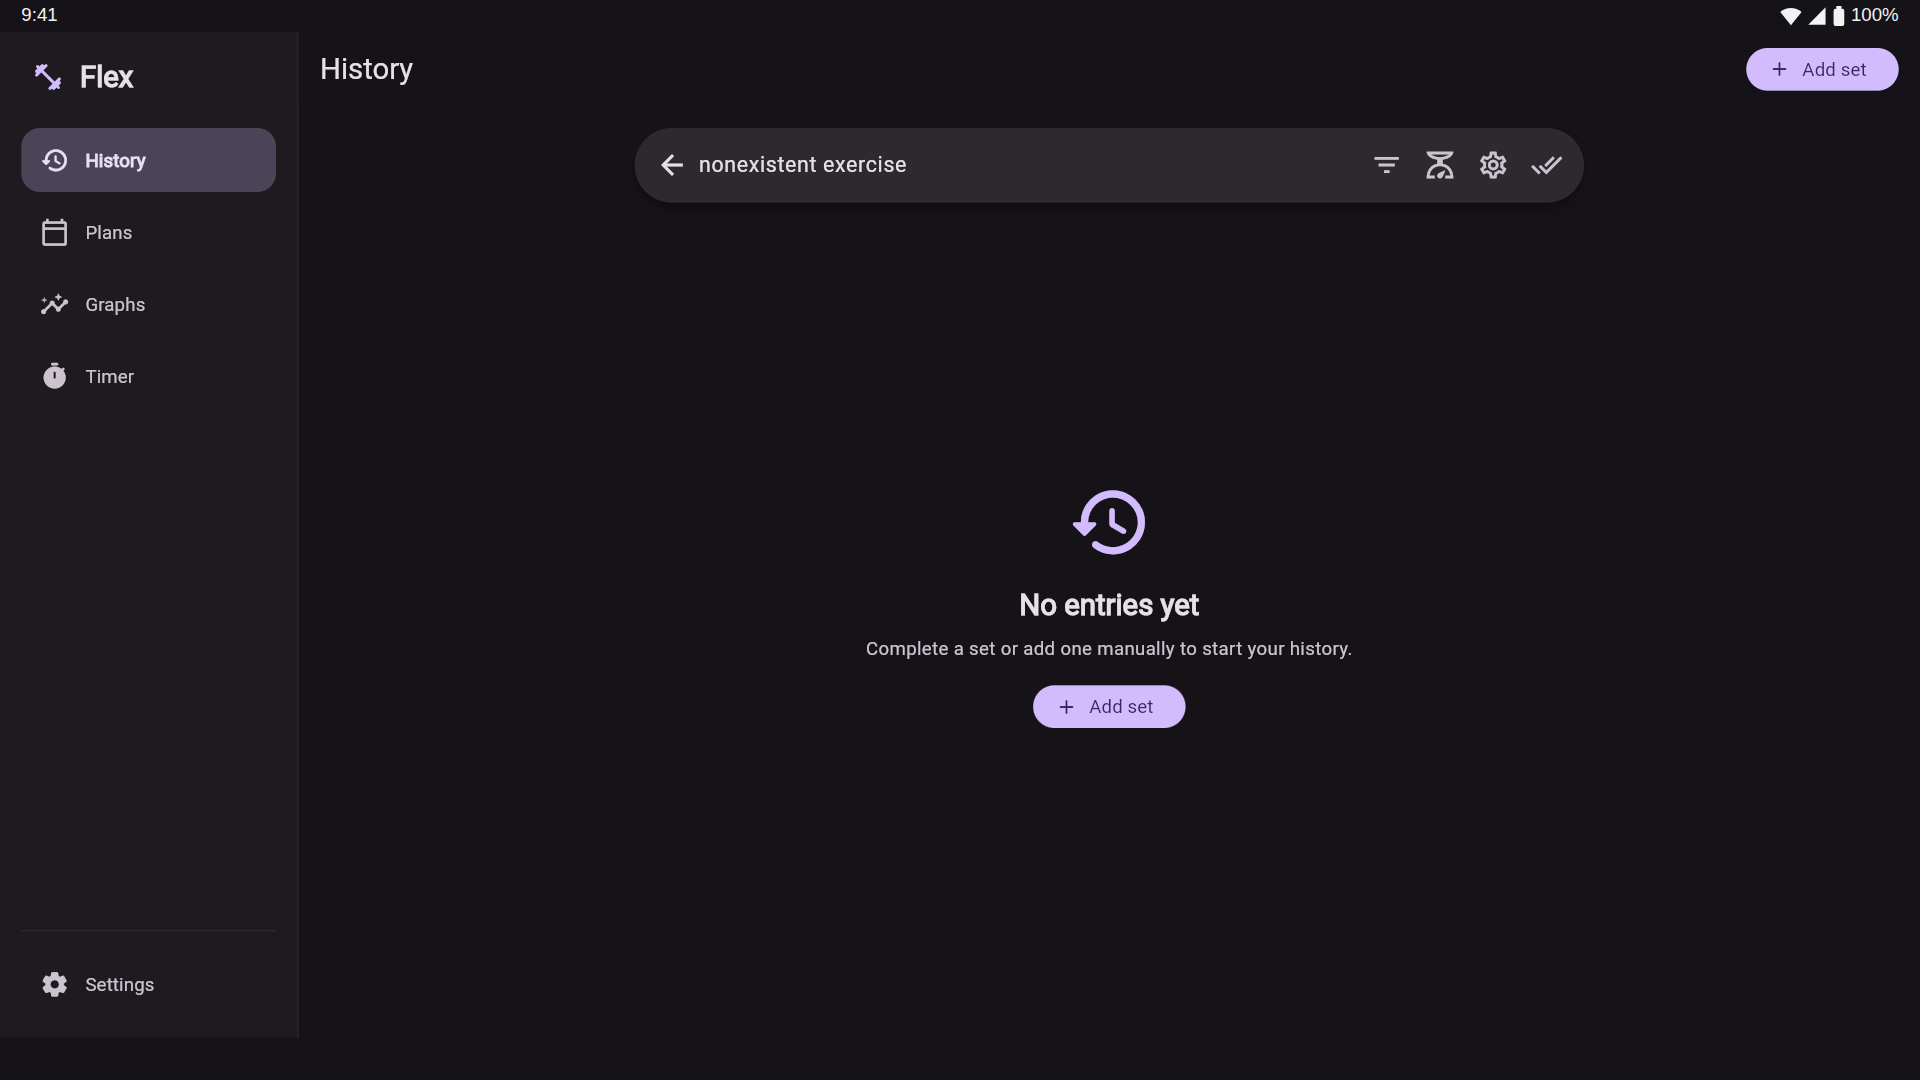 9:41
100%
Flex
History
Plans
Graphs
Timer
Settings
History
Add set
nonexistent exercise
No entries yet
Complete a set or add one manually to start your history.
Add set